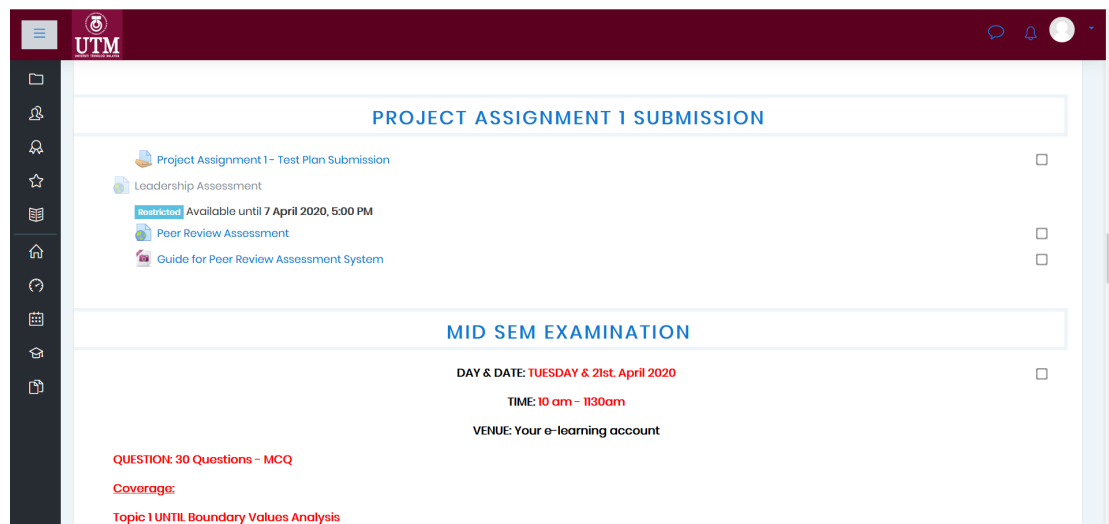 UTM
PROJECT ASSIGNMENT 1 SUBMISSION
Project Assignment 1 - Test Plan Submission
Leadership Assessment
Restricted Available until 7 April 2020, 5:00 PM
Peer Review Assessment
Guide for Peer Review Assessment System
MID SEM EXAMINATION
DAY & DATE: TUESDAY & 21st. April 2020
TIME: 10 am - 1130am
VENUE: Your e-learning account
QUESTION: 30 Questions - MCQ
Coverage:
Topic 1 UNTIL Boundary Values Analysis